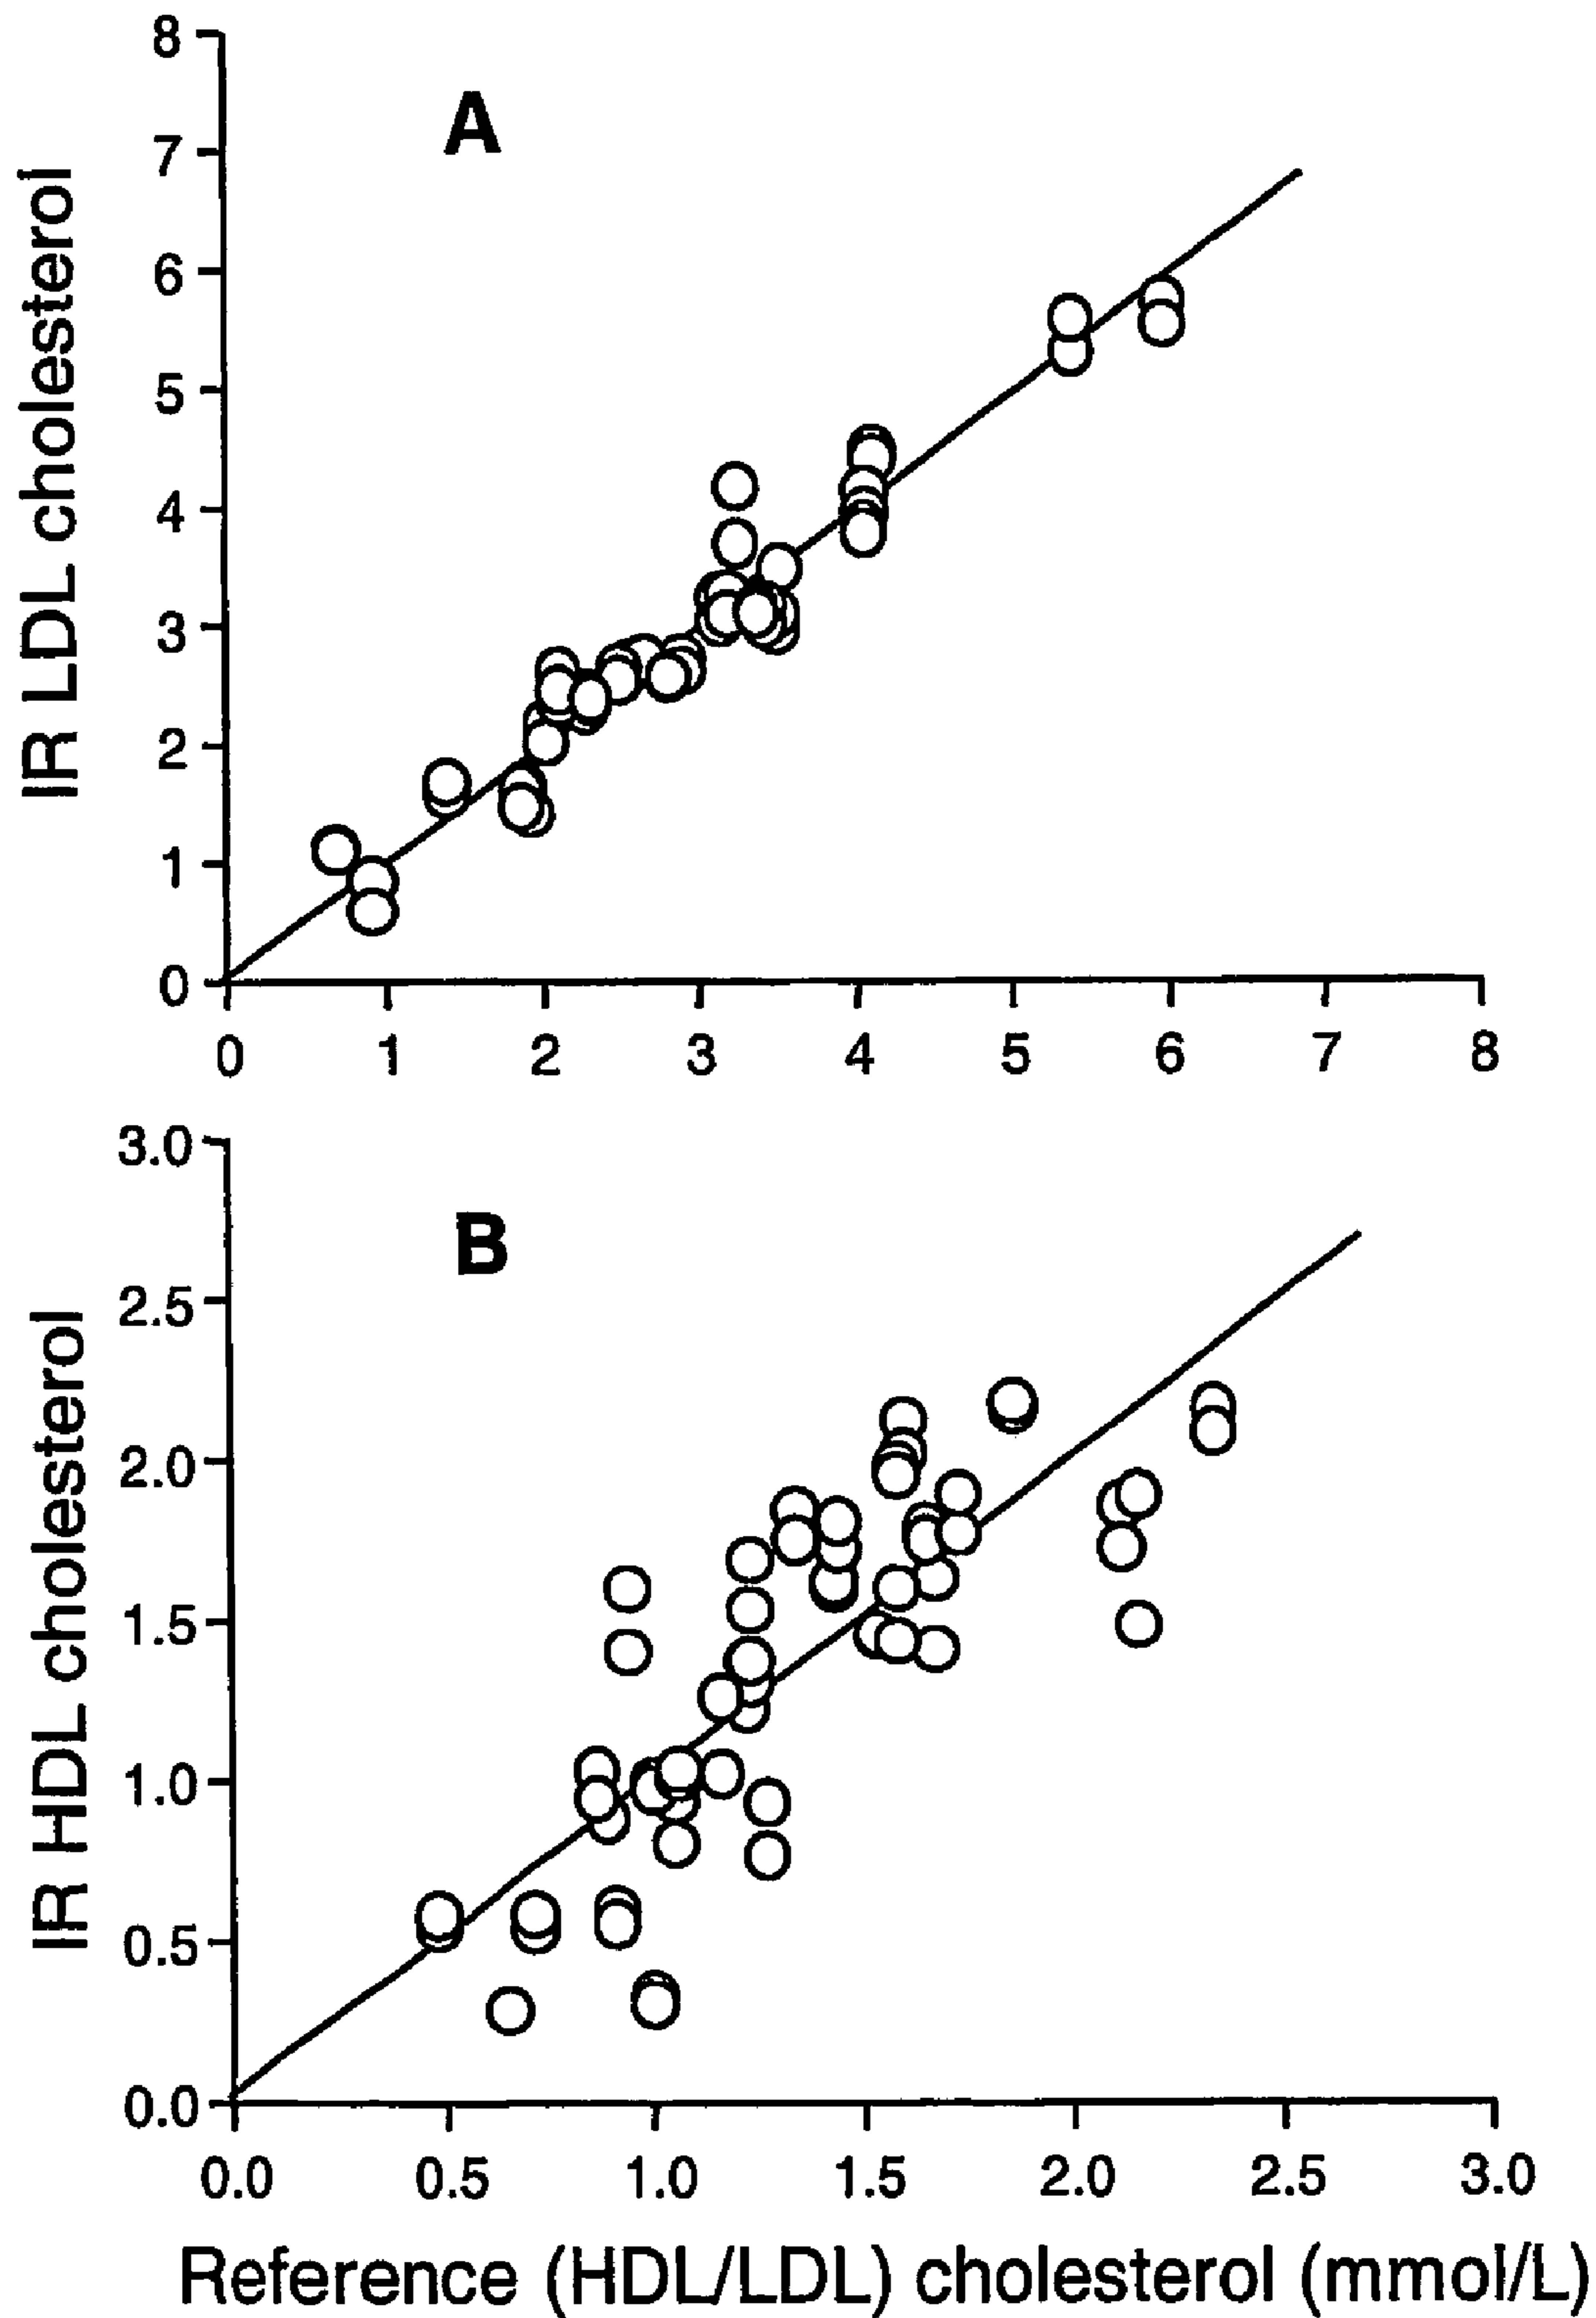 A
IR LDL cholesterol
8
7
6
5
4
3
2
1
0
0 1 2 3 4 5 6 7 8
B
IR HDL cholesterol
3.0
2.5
2.0
1.5
1.0
0.5
0.0
0.0 0.5 1.0 1.5 2.0 2.5 3.0
Reference (HDL/LDL) cholesterol (mmol/L)